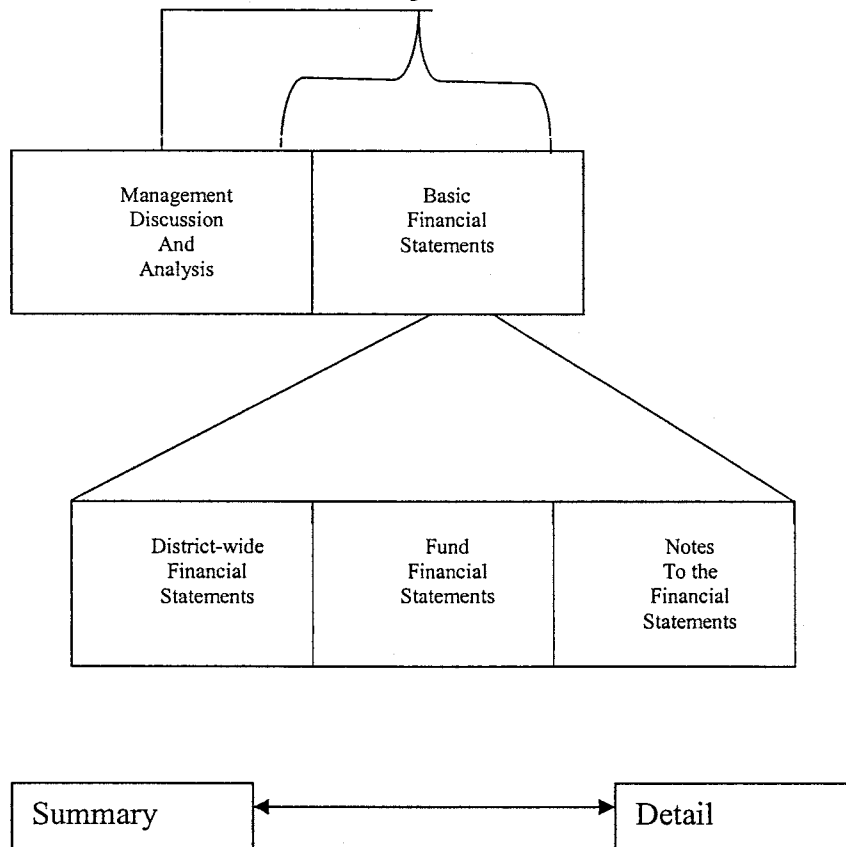 Management
Discussion
And
Analysis
Basic
Financial
Statements
District-wide
Financial
Statements
Fund
Financial
Statements
Notes
To the
Financial
Statements
Summary
Detail